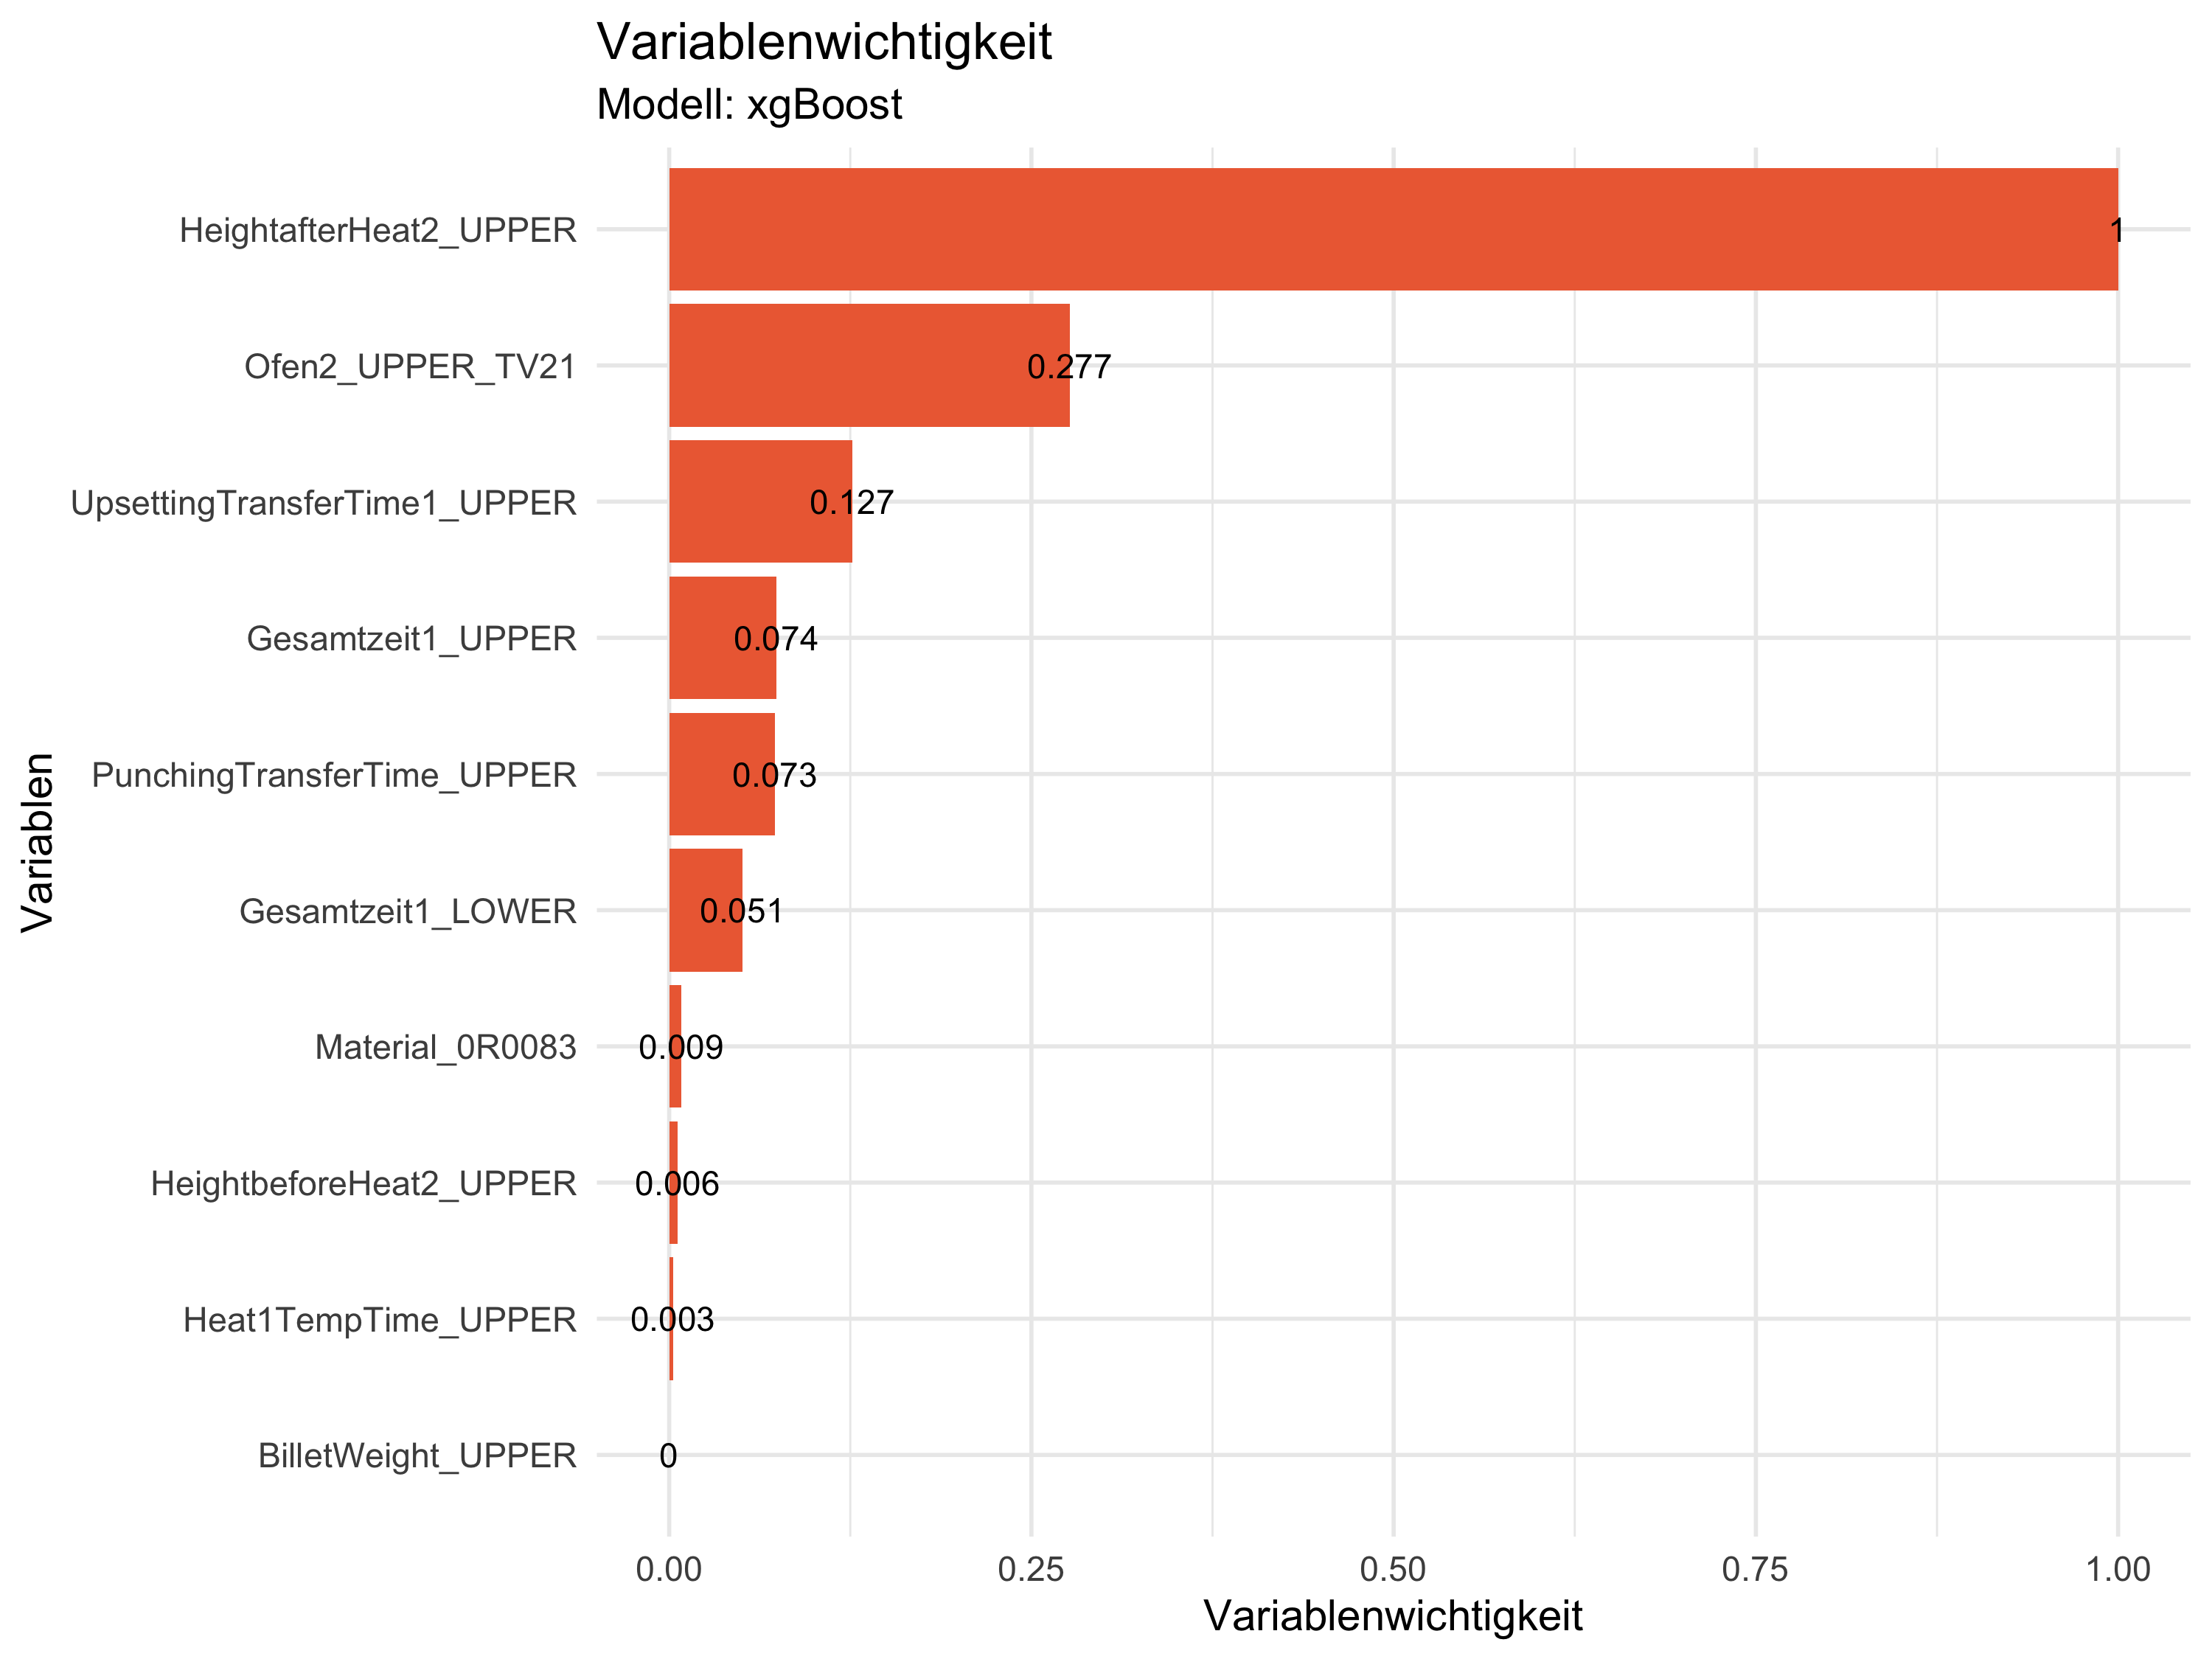 Variablenwichtigkeit
Modell: xgBoost
HeightafterHeat2_UPPER
1
Ofen2_UPPER_TV21
0.277
UpsettingTransferTime1_UPPER
0.127
Gesamtzeit1_UPPER
0.074
PunchingTransferTime_UPPER
0.073
Gesamtzeit1_LOWER
0.051
Material_0R0083
0.009
HeightbeforeHeat2_UPPER
0.006
Heat1TempTime_UPPER
0.003
BilletWeight_UPPER
0
Variablen
0.00 0.25 0.50 0.75 1.00
Variablenwichtigkeit